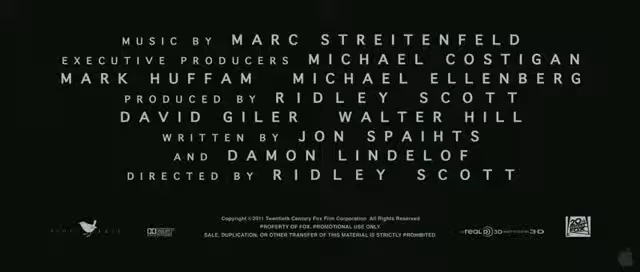 MUSIC BY MARC STREITENFELD
EXECUTIVE PRODUCERS MICHAEL COSTIGAN
MARK HUFFAM MICHAEL ELLENBERG
PRODUCED BY RIDLEY SCOTT
DAVID GILER WALTER HILL
WRITTEN BY JON SPAIHTS
AND DAMON LINDELOF
DIRECTED BY RIDLEY SCOTT
Copyright ©2011 Twentieth Century Fox Film Corporation. All Rights Reserved
PROPERTY OF FOX. PROMOTIONAL USE ONLY.
SALE, DUPLICATION, OR OTHER TRANSFER OF THIS MATERIAL IS STRICTLY PROHIBITED
DOLBY
REAL D 3D
3D